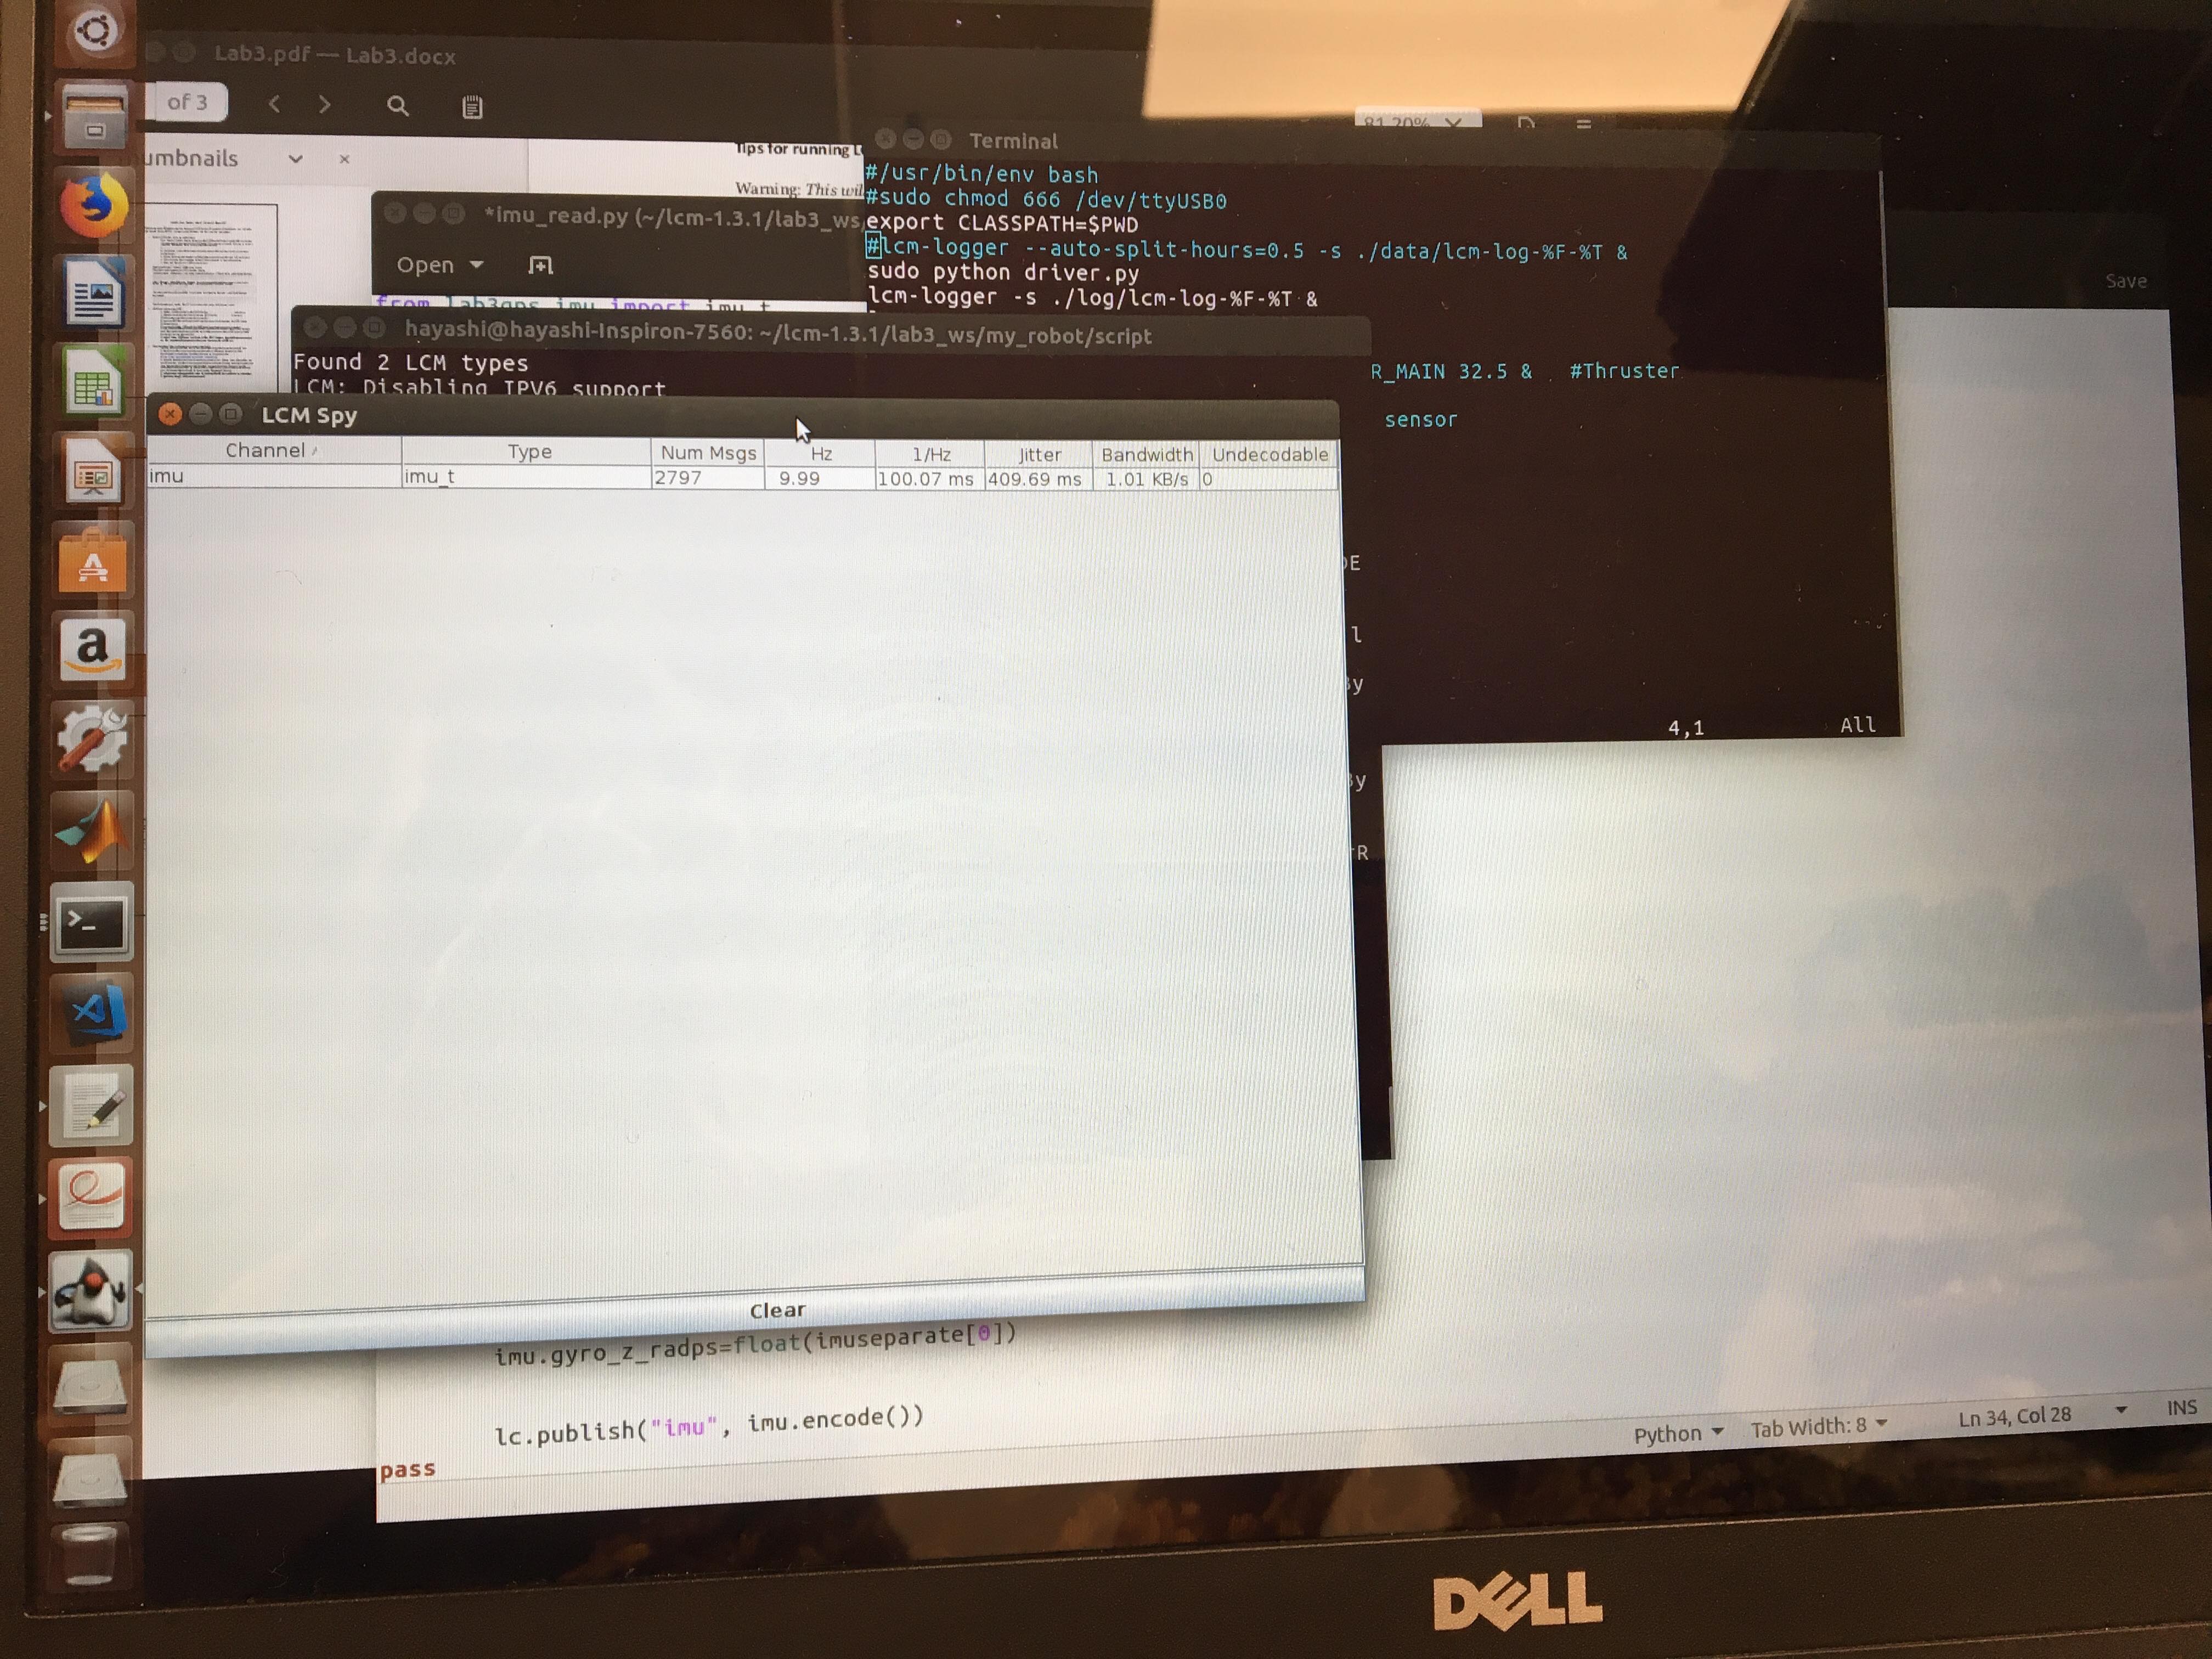 Lab3.pdf — Lab3.docx
of 3
81.20%
umbnails
Tips for running
Warning: This wil
Terminal
#/usr/bin/env bash
#sudo chmod 666 /dev/ttyUSB0
export CLASSPATH=$PWD
#lcm-logger --auto-split-hours=0.5 -s ./data/lcm-log-%F-%T &
sudo python driver.py
lcm-logger -s ./log/lcm-log-%F-%T &
R_MAIN 32.5 & #Thruster
sensor
4,1 All
*imu_read.py (~/lcm-1.3.1/lab3_ws/
Open
Save
from lab3gps.imu import imu_t
hayashi@hayashi-Inspiron-7560: ~/lcm-1.3.1/lab3_ws/my_robot/script
Found 2 LCM types
LCM: Disabling IPV6 support
E
l
y
By
rR
LCM Spy
Channel Type Num Msgs Hz 1/Hz Jitter Bandwidth Undecodable
imu imu_t 2797 9.99 100.07 ms 409.69 ms 1.01 KB/s 0
Clear
imu.gyro_z_radps=float(imuseparate[0])
lc.publish("imu", imu.encode())
pass
Python Tab Width: 8 Ln 34, Col 28 INS
DELL